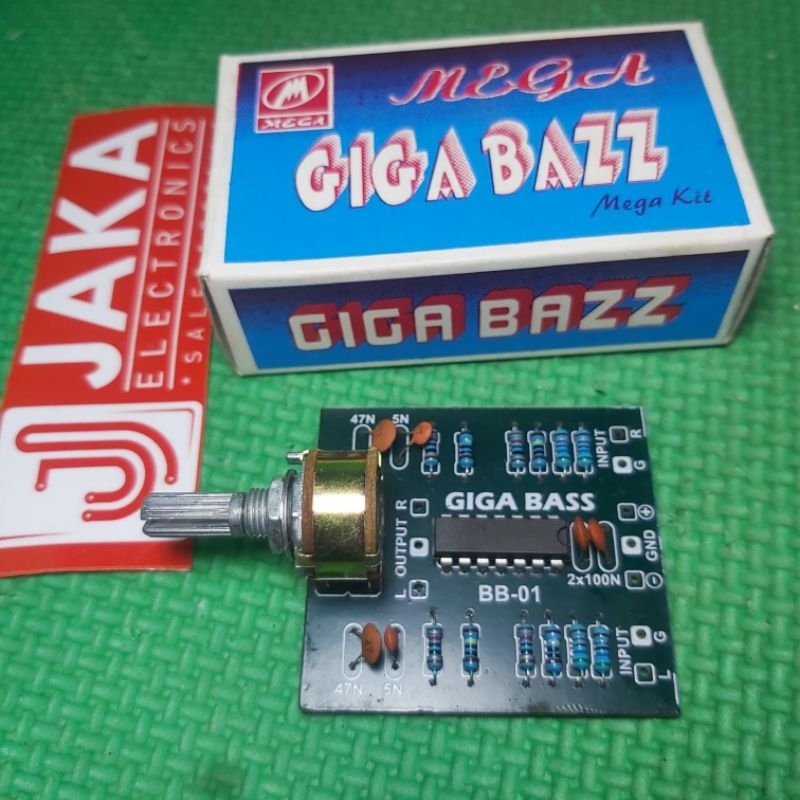 MEGA
MEGA
GIGA BAZZ
Mega Kit
GIGA BAZZ
JAKA
ELECTRONICS
47N
5N
INPUT
R
G
GIGA BASS
OUTPUT
R
L
+
GND
-
2x100N
BB-01
47N
5N
INPUT
G
L